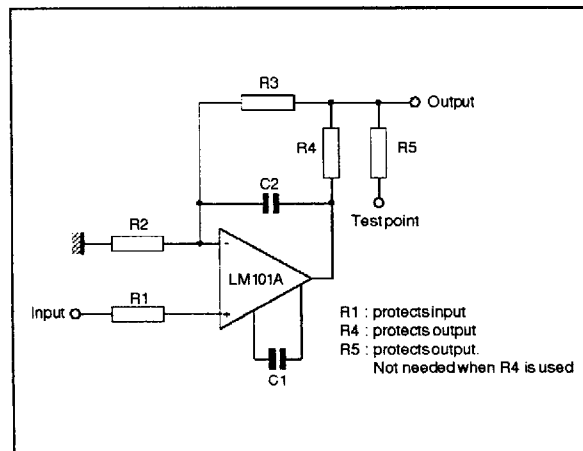 R3
Output
R4
R5
C2
Test point
R2
-
LM101A
Input
R1
+
C1
R1 : protects input
R4 : protects output
R5 : protects output.
Not needed when R4 is used